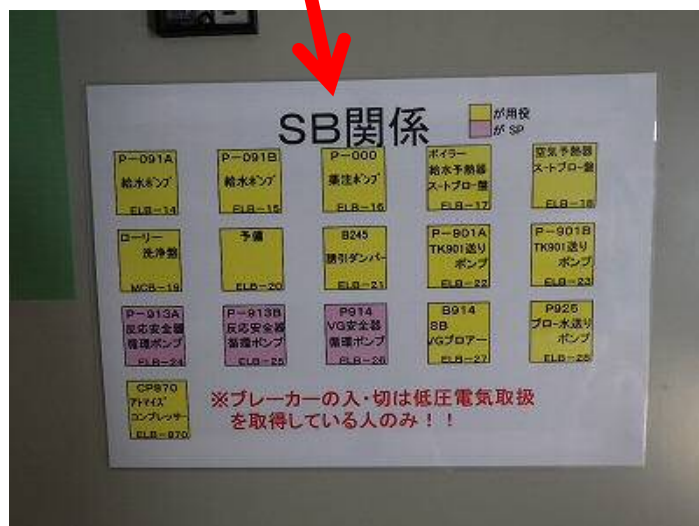 SB関係
が用役
が SP
P-091A
給水ポンプ
ELB-14
P-091B
給水ポンプ
ELB-15
P-000
薬注ポンプ
ELB-16
ボイラー
給水予熱器
スートブロー盤
ELB-17
空気予熱器
スートブロー盤
ELB-18
ローリー
洗浄盤
MCB-19
予備
ELB-20
B245
誘引ダンパー
ELB-21
P-901A
TK901送り
ポンプ
ELB-22
P-901B
TK901送り
ポンプ
ELB-23
P-913A
反応安全器
循環ポンプ
ELB-24
P-913B
反応安全器
循環ポンプ
ELB-25
P914
VG安全器
循環ポンプ
ELB-26
B914
SB
VGブロアー
ELB-27
P925
ブロー水送り
ポンプ
ELB-28
CP970
アトマイズ
コンプレッサー
ELB-970
※ブレーカーの入・切は低圧電気取扱
を取得している人のみ！！